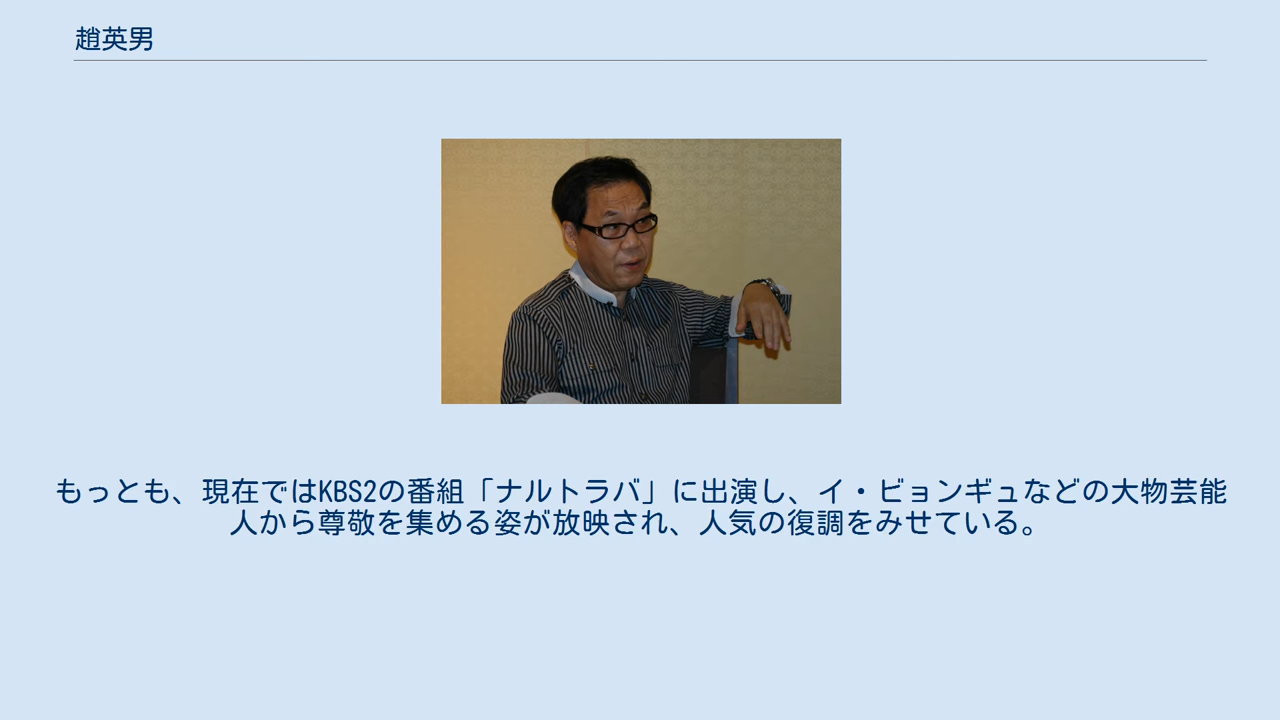 趙英男
もっとも、現在ではKBS2の番組「ナルトラバ」に出演し、イ・ビョンギュなどの大物芸能
人から尊敬を集める姿が放映され、人気の復調をみせている。